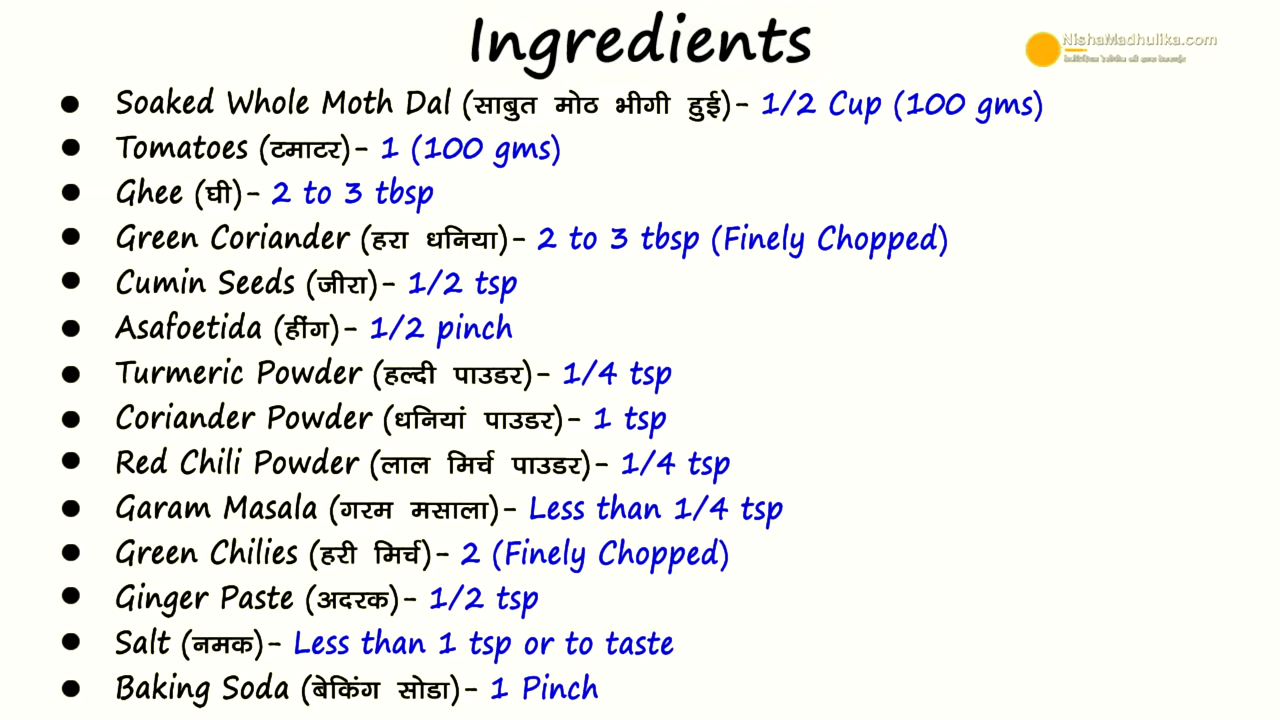 Ingredients
NishaMadhulika.com
● Soaked Whole Moth Dal (साबुत मोठ भीगी हुई)- 1/2 Cup (100 gms)
● Tomatoes (टमाटर)- 1 (100 gms)
● Ghee (घी)- 2 to 3 tbsp
● Green Coriander (हरा धनिया)- 2 to 3 tbsp (Finely Chopped)
● Cumin Seeds (जीरा)- 1/2 tsp
● Asafoetida (हींग)- 1/2 pinch
● Turmeric Powder (हल्दी पाउडर)- 1/4 tsp
● Coriander Powder (धनियां पाउडर)- 1 tsp
● Red Chili Powder (लाल मिर्च पाउडर)- 1/4 tsp
● Garam Masala (गरम मसाला)- Less than 1/4 tsp
● Green Chilies (हरी मिर्च)- 2 (Finely Chopped)
● Ginger Paste (अदरक)- 1/2 tsp
● Salt (नमक)- Less than 1 tsp or to taste
● Baking Soda (बेकिंग सोडा)- 1 Pinch